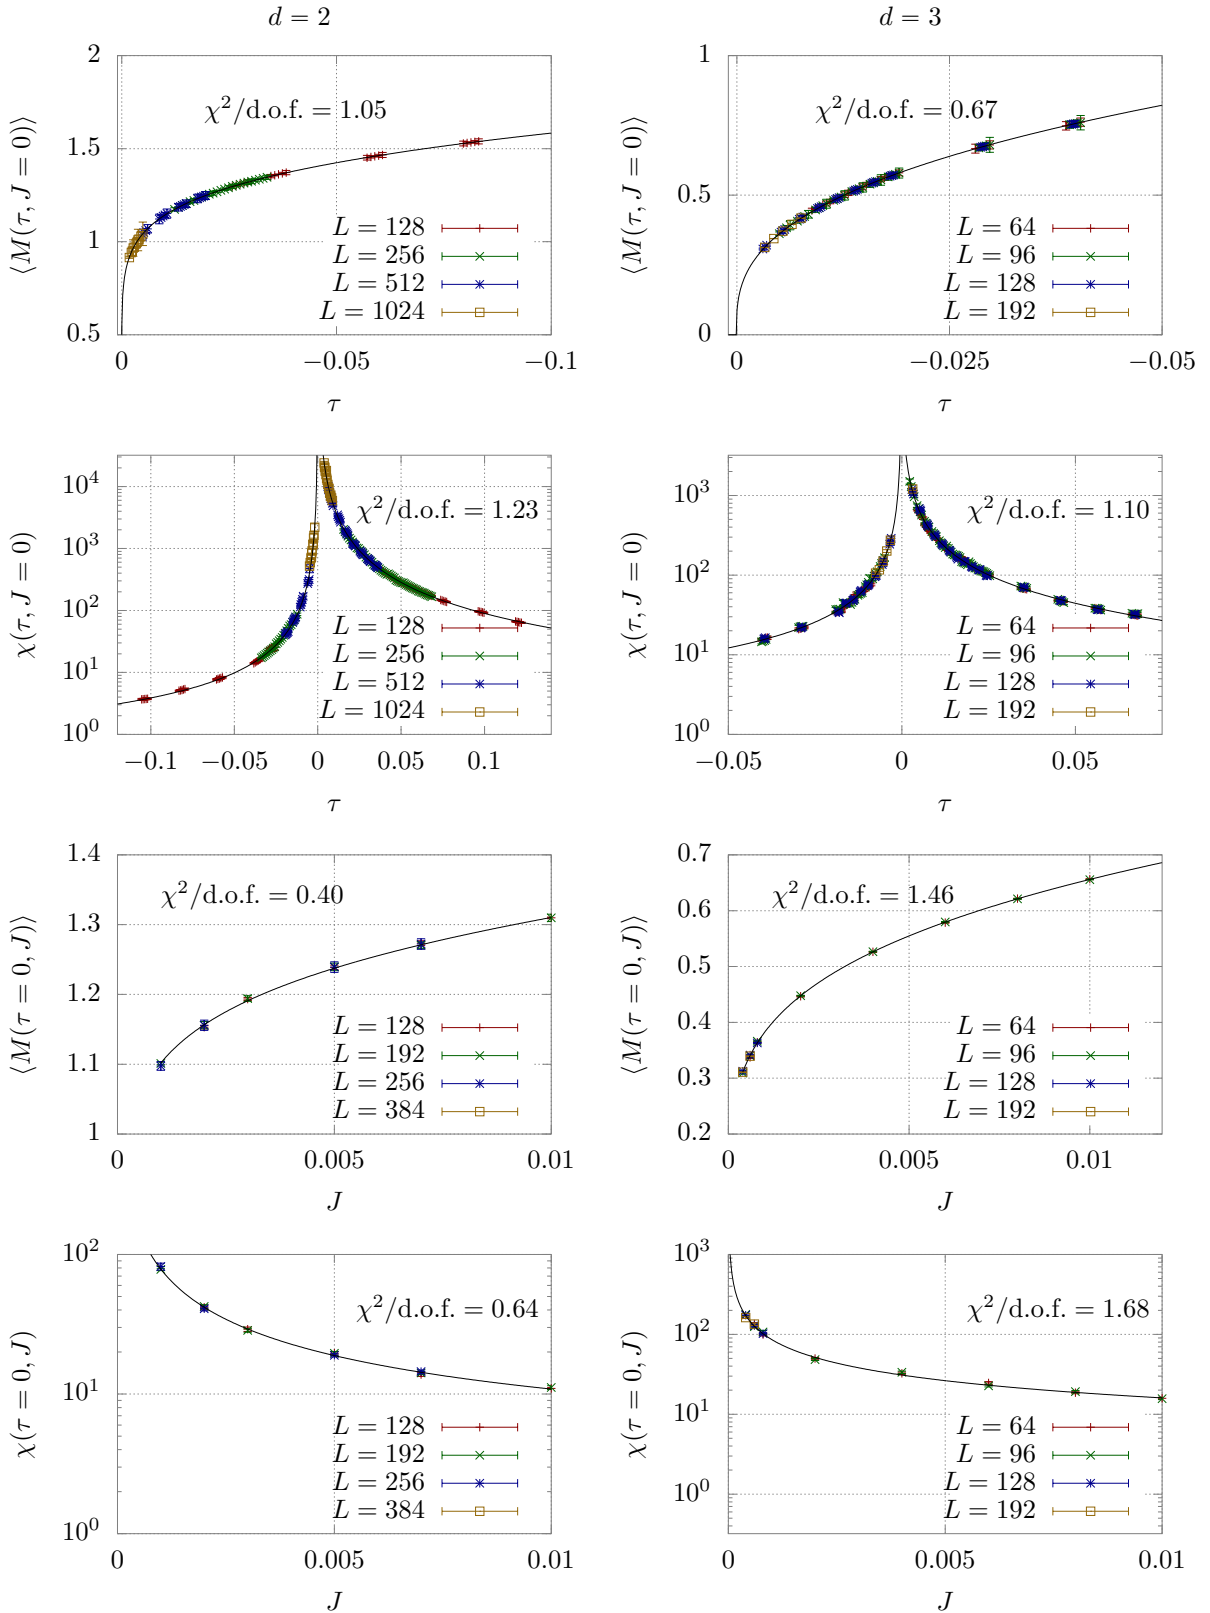 d = 2
d = 3
⟨M(τ, J = 0)⟩
2
1.5
1
0.5
χ²/d.o.f. = 1.05
L = 128
L = 256
L = 512
L = 1024
0
−0.05
−0.1
τ
⟨M(τ, J = 0)⟩
1
0.5
0
χ²/d.o.f. = 0.67
L = 64
L = 96
L = 128
L = 192
0
−0.025
−0.05
τ
χ(τ, J = 0)
10⁴
10³
10²
10¹
10⁰
χ²/d.o.f. = 1.23
L = 128
L = 256
L = 512
L = 1024
−0.1
−0.05
0
0.05
0.1
τ
χ(τ, J = 0)
10³
10²
10¹
10⁰
χ²/d.o.f. = 1.10
L = 64
L = 96
L = 128
L = 192
−0.05
0
0.05
τ
⟨M(τ = 0, J)⟩
1.4
1.3
1.2
1.1
1
χ²/d.o.f. = 0.40
L = 128
L = 192
L = 256
L = 384
0
0.005
0.01
J
⟨M(τ = 0, J)⟩
0.7
0.6
0.5
0.4
0.3
0.2
χ²/d.o.f. = 1.46
L = 64
L = 96
L = 128
L = 192
0
0.005
0.01
J
χ(τ = 0, J)
10²
10¹
10⁰
χ²/d.o.f. = 0.64
L = 128
L = 192
L = 256
L = 384
0
0.005
0.01
J
χ(τ = 0, J)
10³
10²
10¹
10⁰
χ²/d.o.f. = 1.68
L = 64
L = 96
L = 128
L = 192
0
0.005
0.01
J